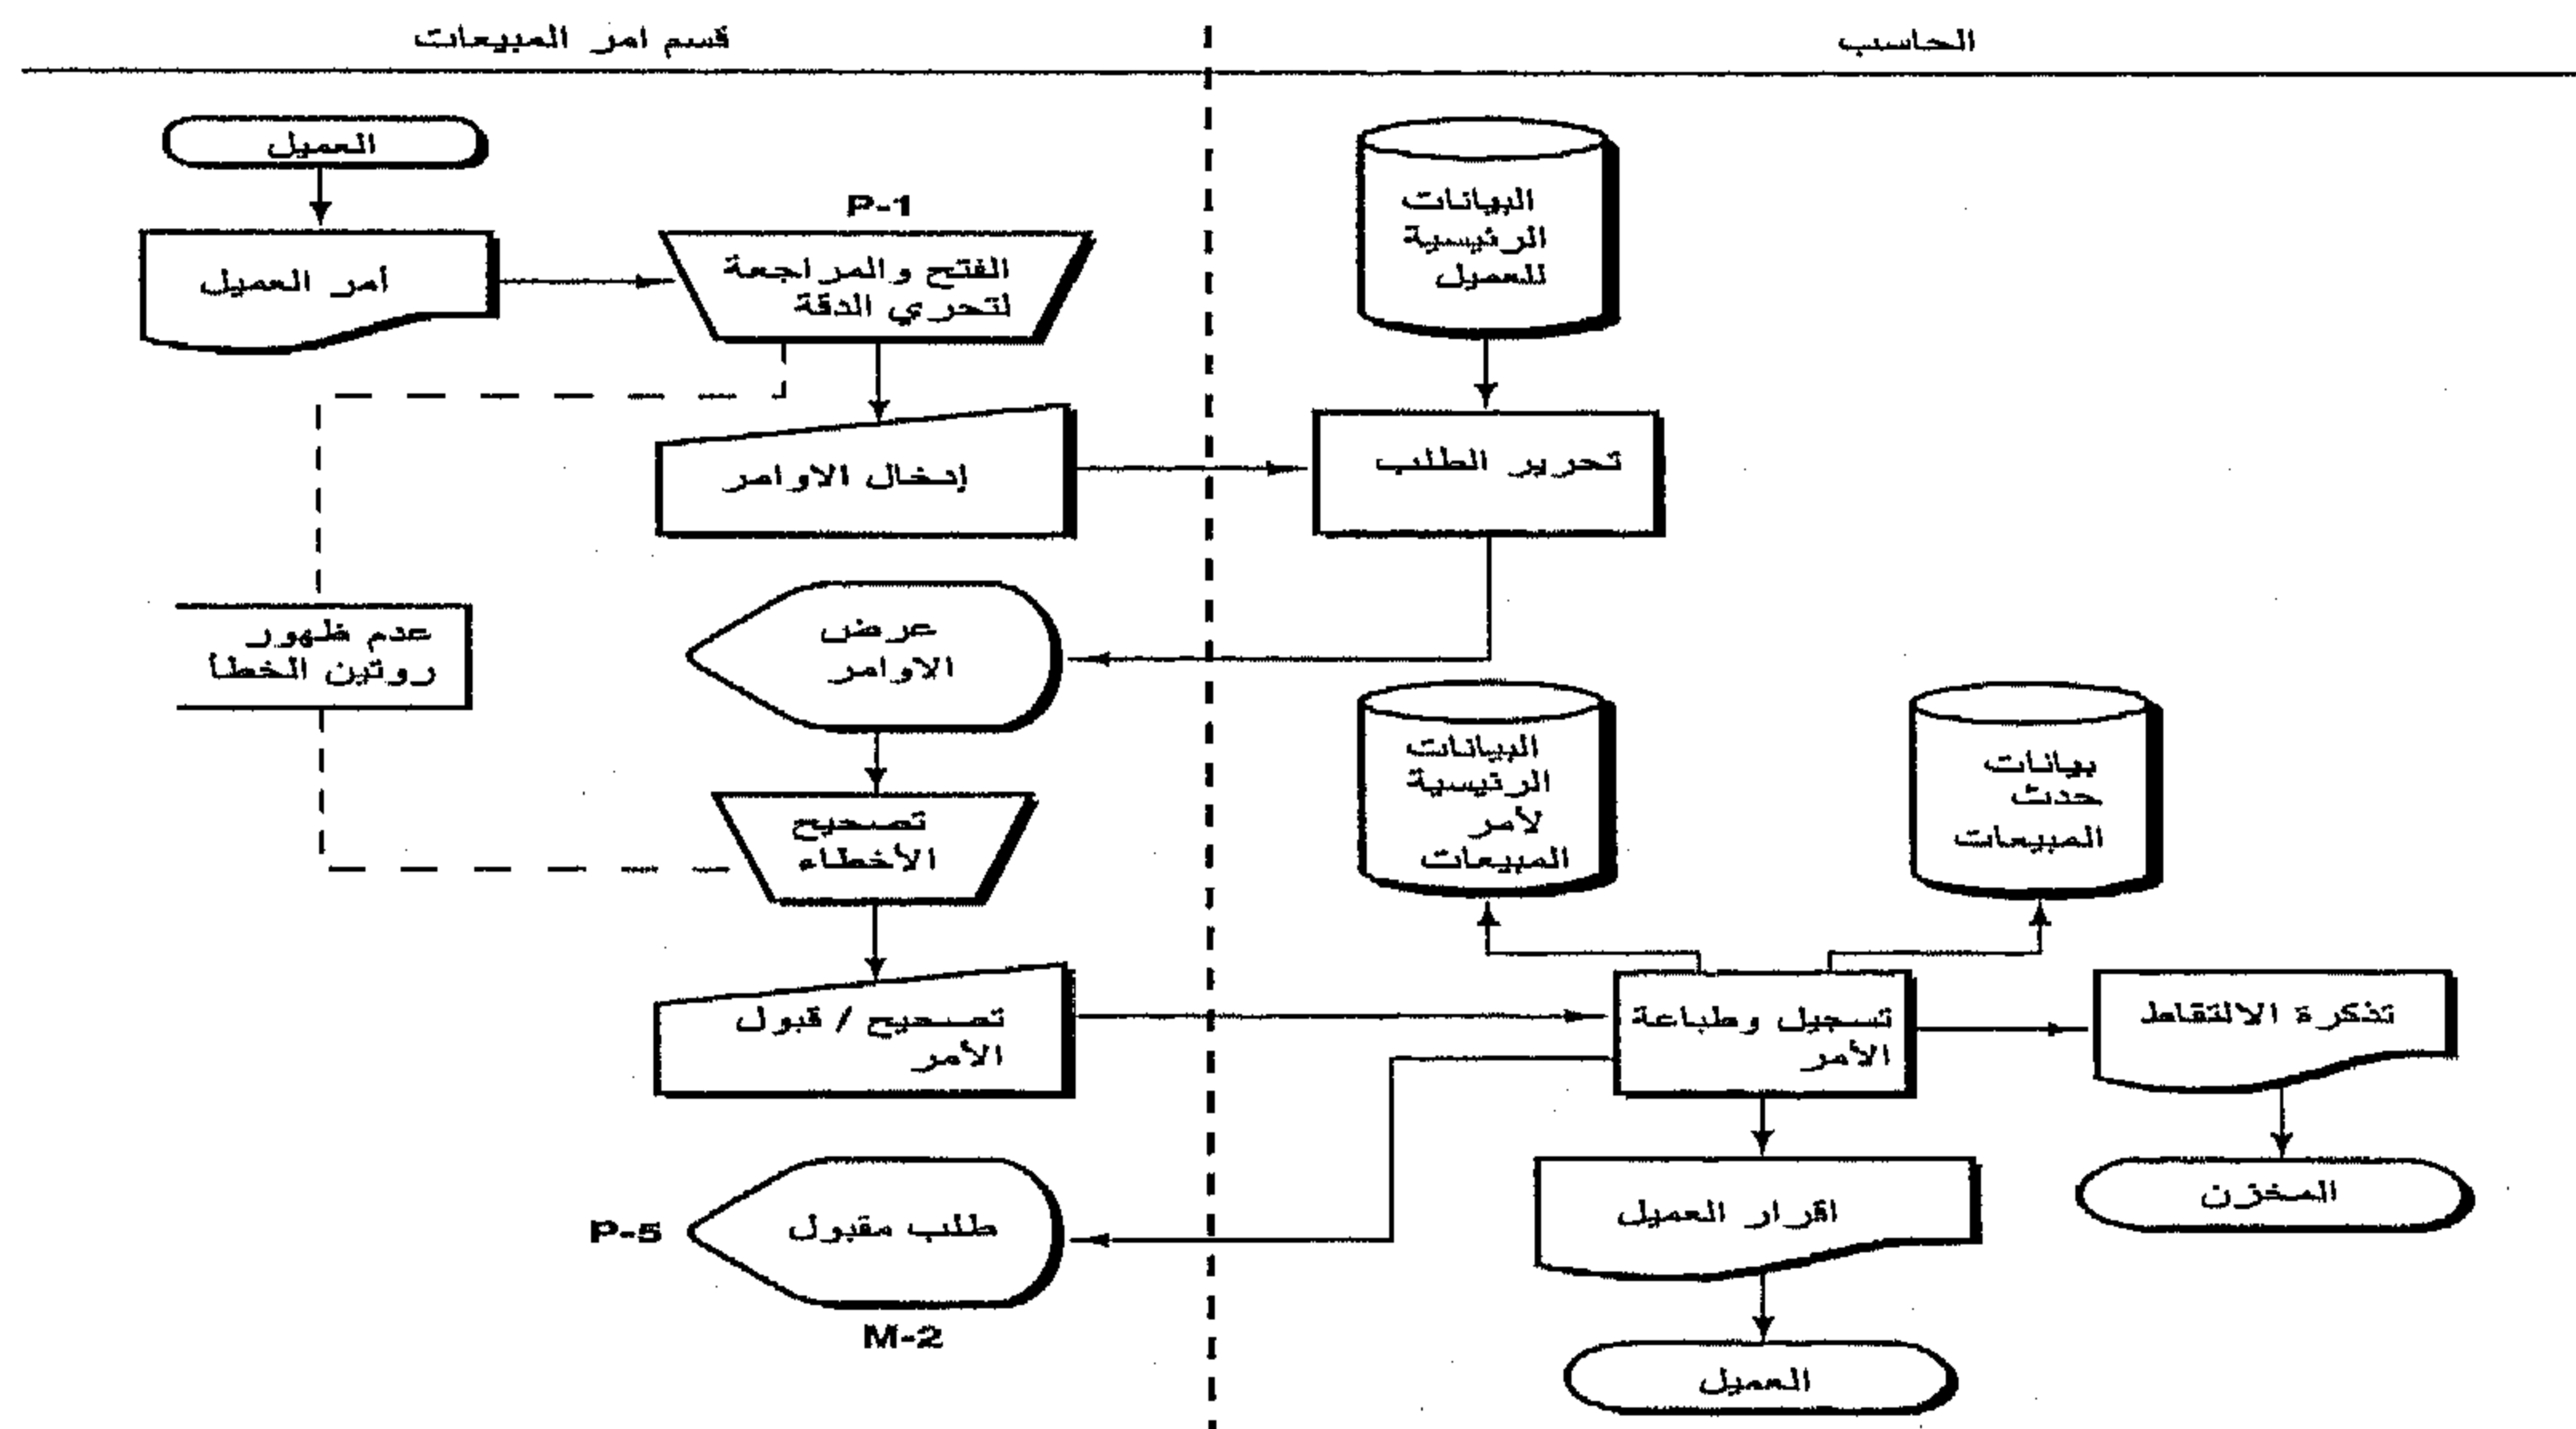 قسم امر المبيعات
الحاسب
العميل
أمر العميل
P-1
الفتح والمراجعة
لتحري الدقة
البيانات
الرئيسية
للعميل
إدخال الاوامر
تحرير الطلب
عدم ظهور
روتين الخطأ
عرض
الاوامر
البيانات
الرئيسية
لأمر
المبيعات
بيانات
حدث
المبيعات
تصحيح
الأخطاء
تصحيح / قبول
الأمر
تسجيل وطباعة
الأمر
تذكرة الالتقاط
المخزن
طلب مقبول
P-5
M-2
اقرار العميل
العميل